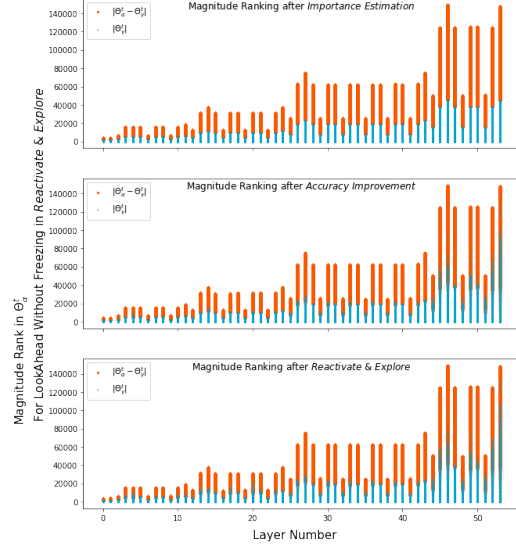 Magnitude Rank in Θ^t_α
For LookAhead Without Freezing in Reactivate & Explore
Magnitude Ranking after Importance Estimation
|Θ^t_α − Θ^t_γ|
|Θ^t_γ|
140000
120000
100000
80000
60000
40000
20000
0
Magnitude Ranking after Accuracy Improvement
|Θ^t_α − Θ^t_γ|
|Θ^t_γ|
140000
120000
100000
80000
60000
40000
20000
0
Magnitude Ranking after Reactivate & Explore
|Θ^t_α − Θ^t_γ|
|Θ^t_γ|
140000
120000
100000
80000
60000
40000
20000
0
0 10 20 30 40 50
Layer Number